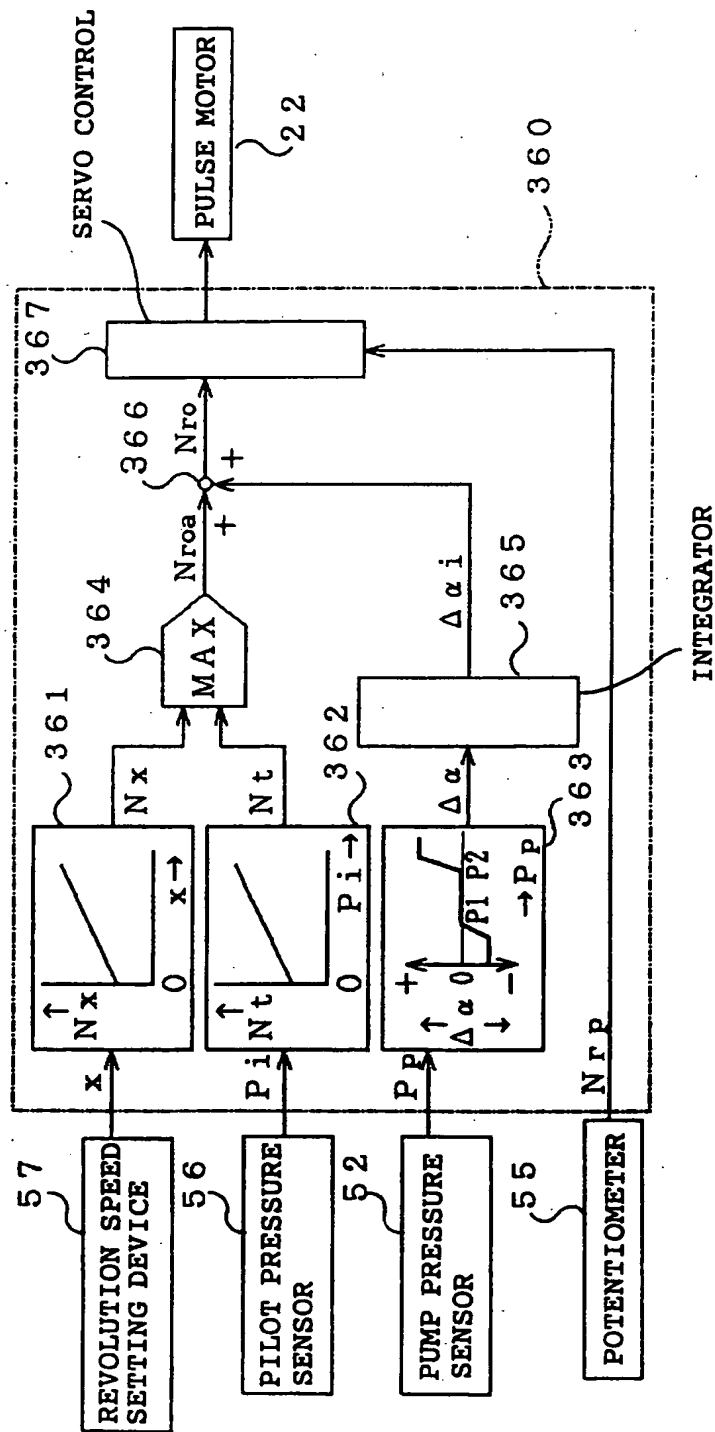 57
REVOLUTION SPEED
SETTING DEVICE
x
↑
Nx
0
x→
361
Nx
56
PILOT PRESSURE
SENSOR
Pi
↑
Nt
0
Pi→
362
Nt
364
MAX
Nroa
+
366
+
Nro
367
SERVO CONTROL
PULSE MOTOR
22
360
52
PUMP PRESSURE
SENSOR
Pp
+
↑
Δα 0
↓
−
P1 P2
→Pp
363
Δα
Δαi
365
INTEGRATOR
55
POTENTIOMETER
Nrp